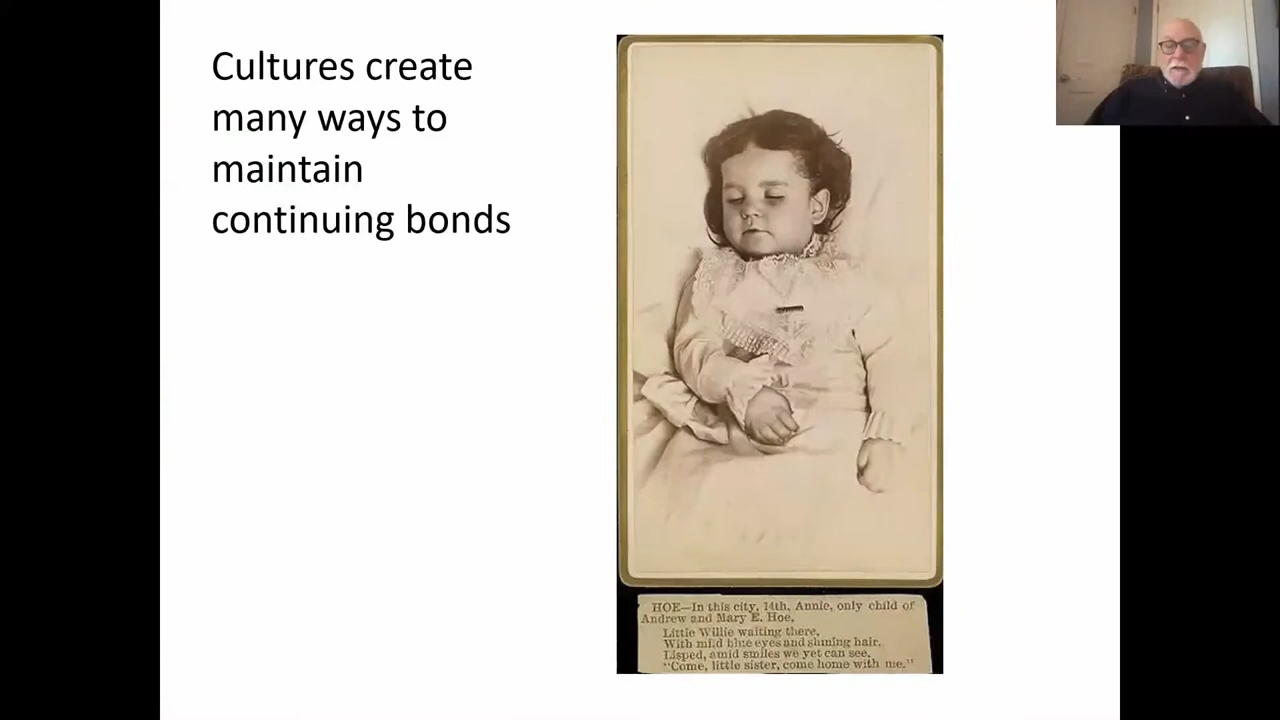 Cultures create
many ways to
maintain
continuing bonds
HOE—In this city, 14th, Annie, only child of
Andrew and Mary E. Hoe,
Little Willie waiting there,
With mild blue eyes and shining hair,
Lisped, amid smiles we yet can see,
"Come, little sister, come home with me."